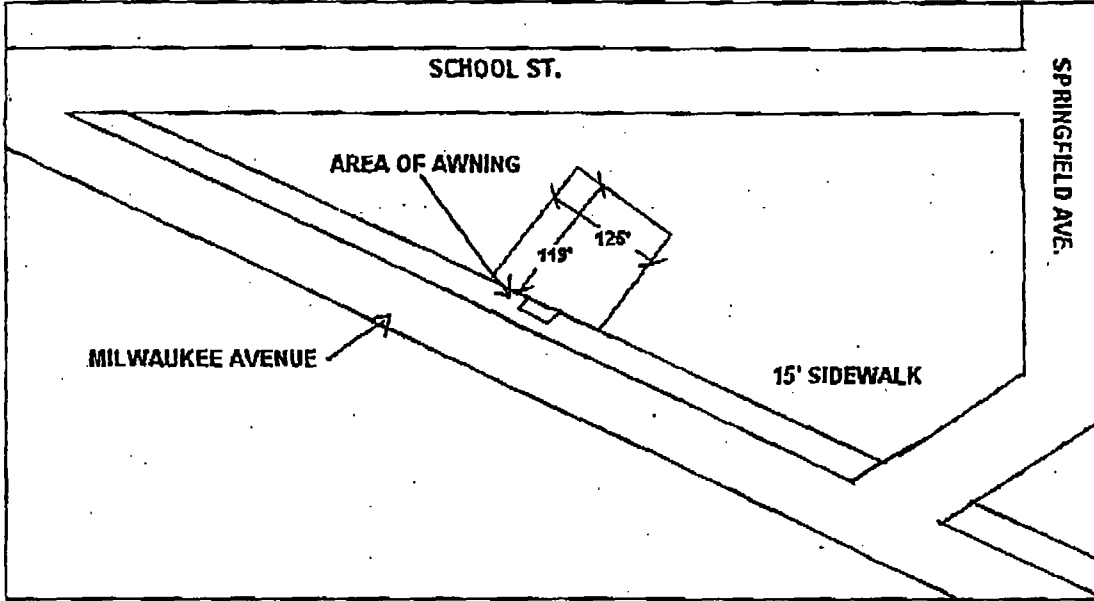 SCHOOL ST.
SPRINGFIELD AVE.
AREA OF AWNING
126'
119'
MILWAUKEE AVENUE
15' SIDEWALK